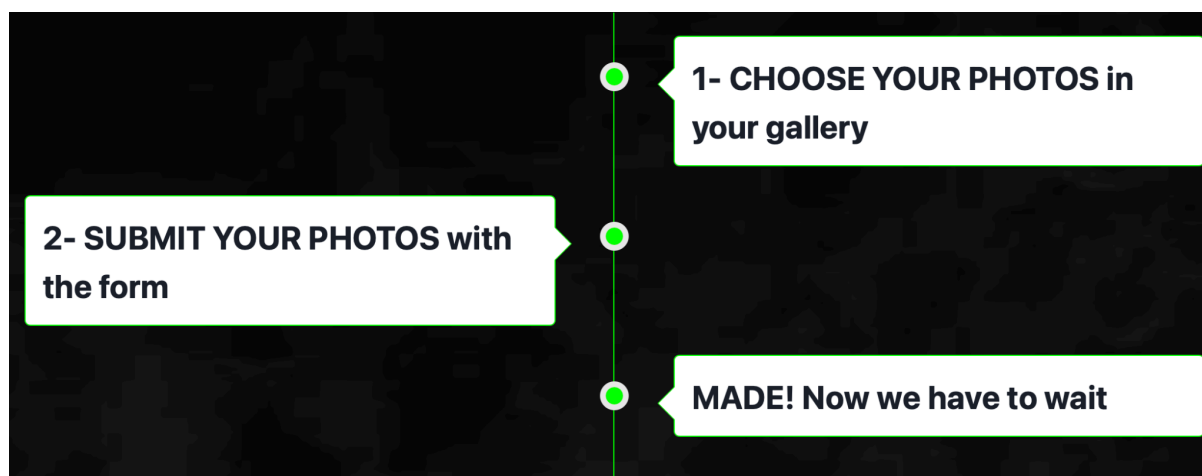 1- CHOOSE YOUR PHOTOS in
your gallery
2- SUBMIT YOUR PHOTOS with
the form
MADE! Now we have to wait